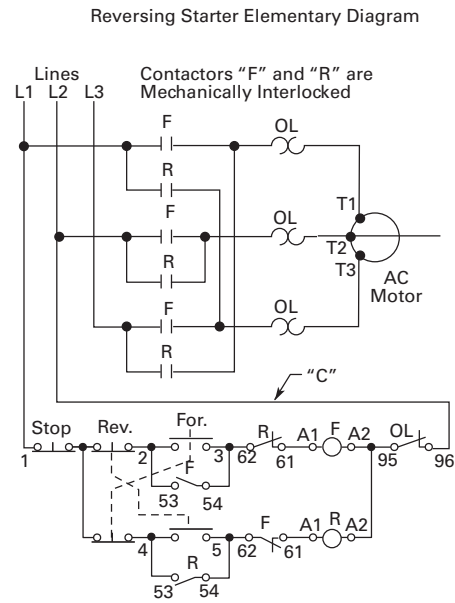 Reversing Starter Elementary Diagram
Lines
L1 L2 L3
Contactors “F” and “R” are
Mechanically Interlocked
F
OL
R
T1
F
OL
T2
R
T3
AC
Motor
F
OL
R
“C”
Stop Rev. For. R A1 F A2 OL
1 2 3 62 61 95 96
F
53 54
F A1 R A2
4 5 62 61
R
53 54